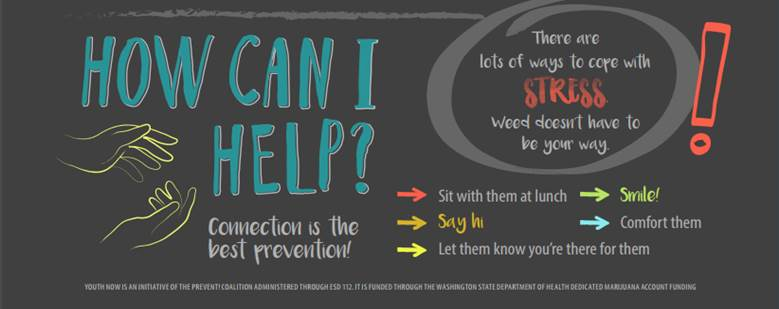 HOW CAN I
HELP?
Connection is the
best prevention!
There are
lots of ways to cope with
STRESS.
Weed doesn't have to
be your way.
!
Sit with them at lunch
Smile!
Say hi
Comfort them
Let them know you're there for them
YOUTH NOW IS AN INITIATIVE OF THE PREVENT! COALITION ADMINISTERED THROUGH ESD 112. IT IS FUNDED THROUGH THE WASHINGTON STATE DEPARTMENT OF HEALTH DEDICATED MARIJUANA ACCOUNT FUNDING